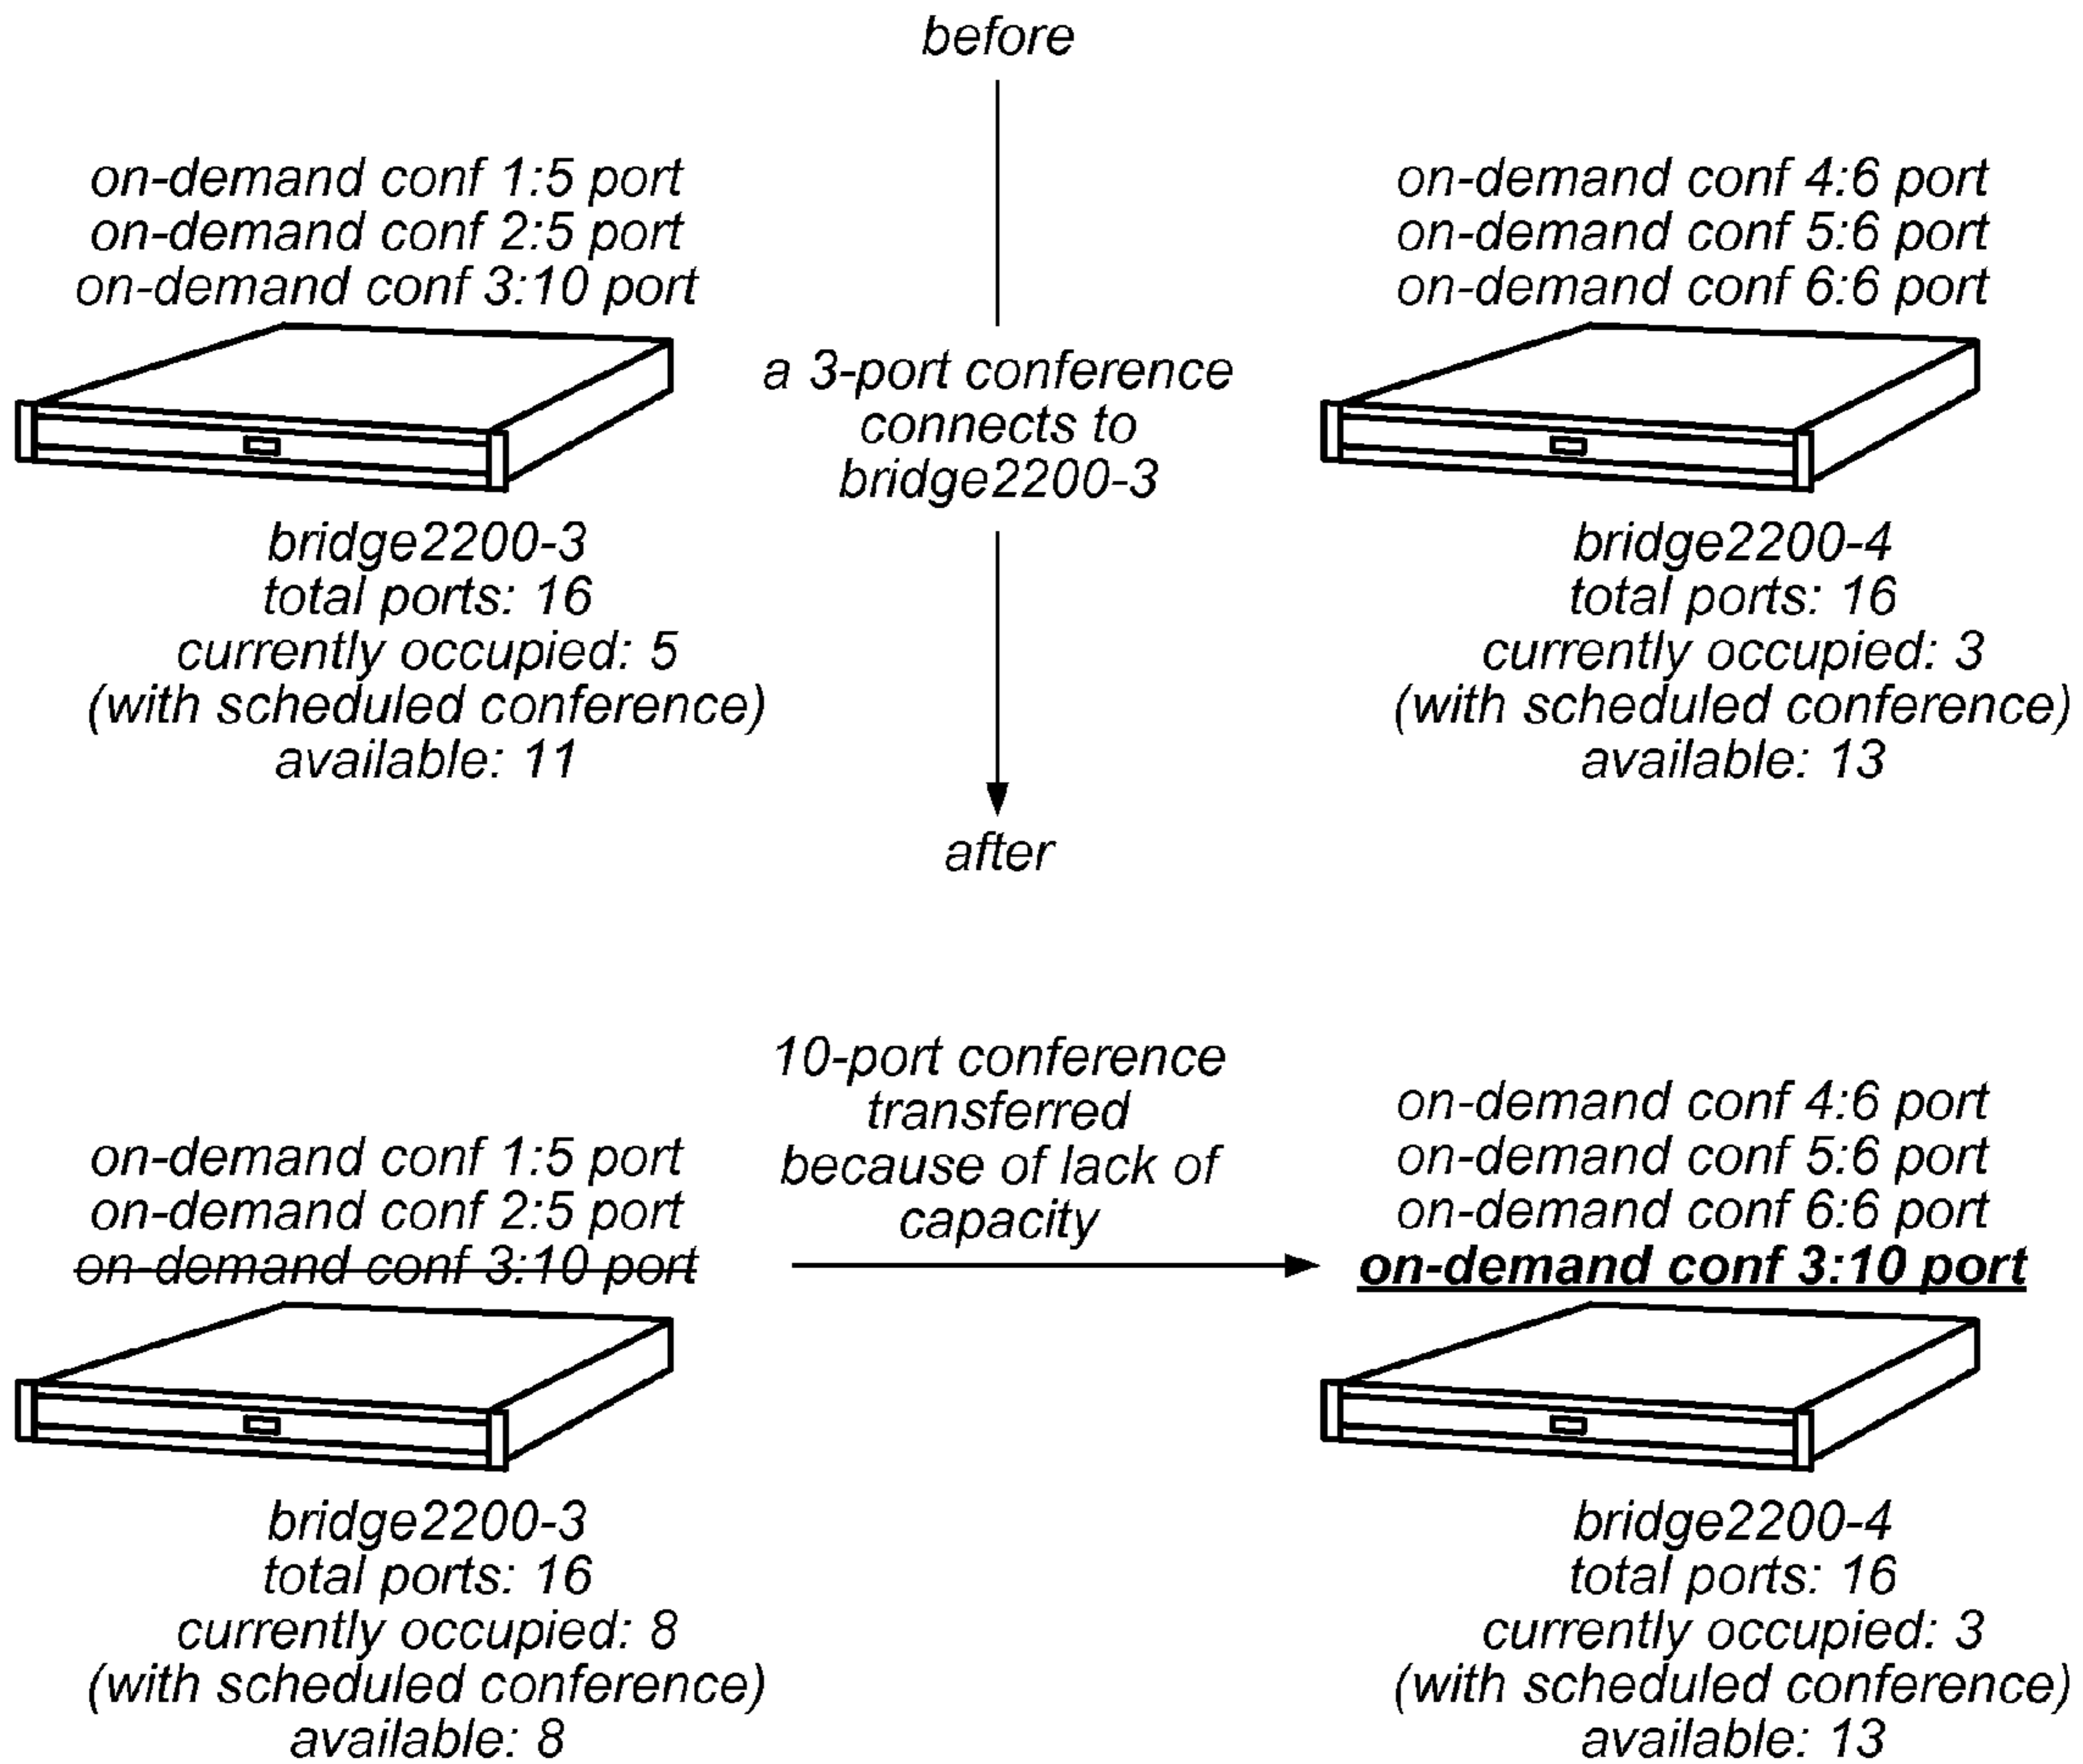 before
on-demand conf 1:5 port
on-demand conf 2:5 port
on-demand conf 3:10 port
on-demand conf 4:6 port
on-demand conf 5:6 port
on-demand conf 6:6 port
a 3-port conference
connects to
bridge2200-3
bridge2200-3
total ports: 16
currently occupied: 5
(with scheduled conference)
available: 11
bridge2200-4
total ports: 16
currently occupied: 3
(with scheduled conference)
available: 13
after
on-demand conf 1:5 port
on-demand conf 2:5 port
on-demand conf 3:10 port
10-port conference
transferred
because of lack of
capacity
on-demand conf 4:6 port
on-demand conf 5:6 port
on-demand conf 6:6 port
on-demand conf 3:10 port
bridge2200-3
total ports: 16
currently occupied: 8
(with scheduled conference)
available: 8
bridge2200-4
total ports: 16
currently occupied: 3
(with scheduled conference)
available: 13